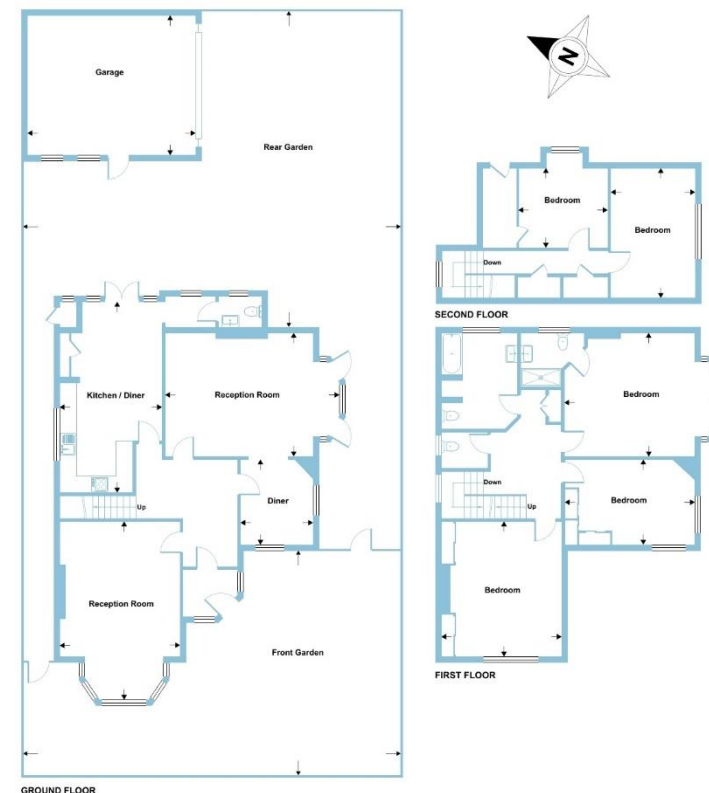 Garage
Rear Garden
Kitchen / Diner
Reception Room
Diner
Up
Reception Room
Front Garden
GROUND FLOOR
N
Bedroom
Bedroom
Down
SECOND FLOOR
Bedroom
Bedroom
Down
Up
Bedroom
FIRST FLOOR